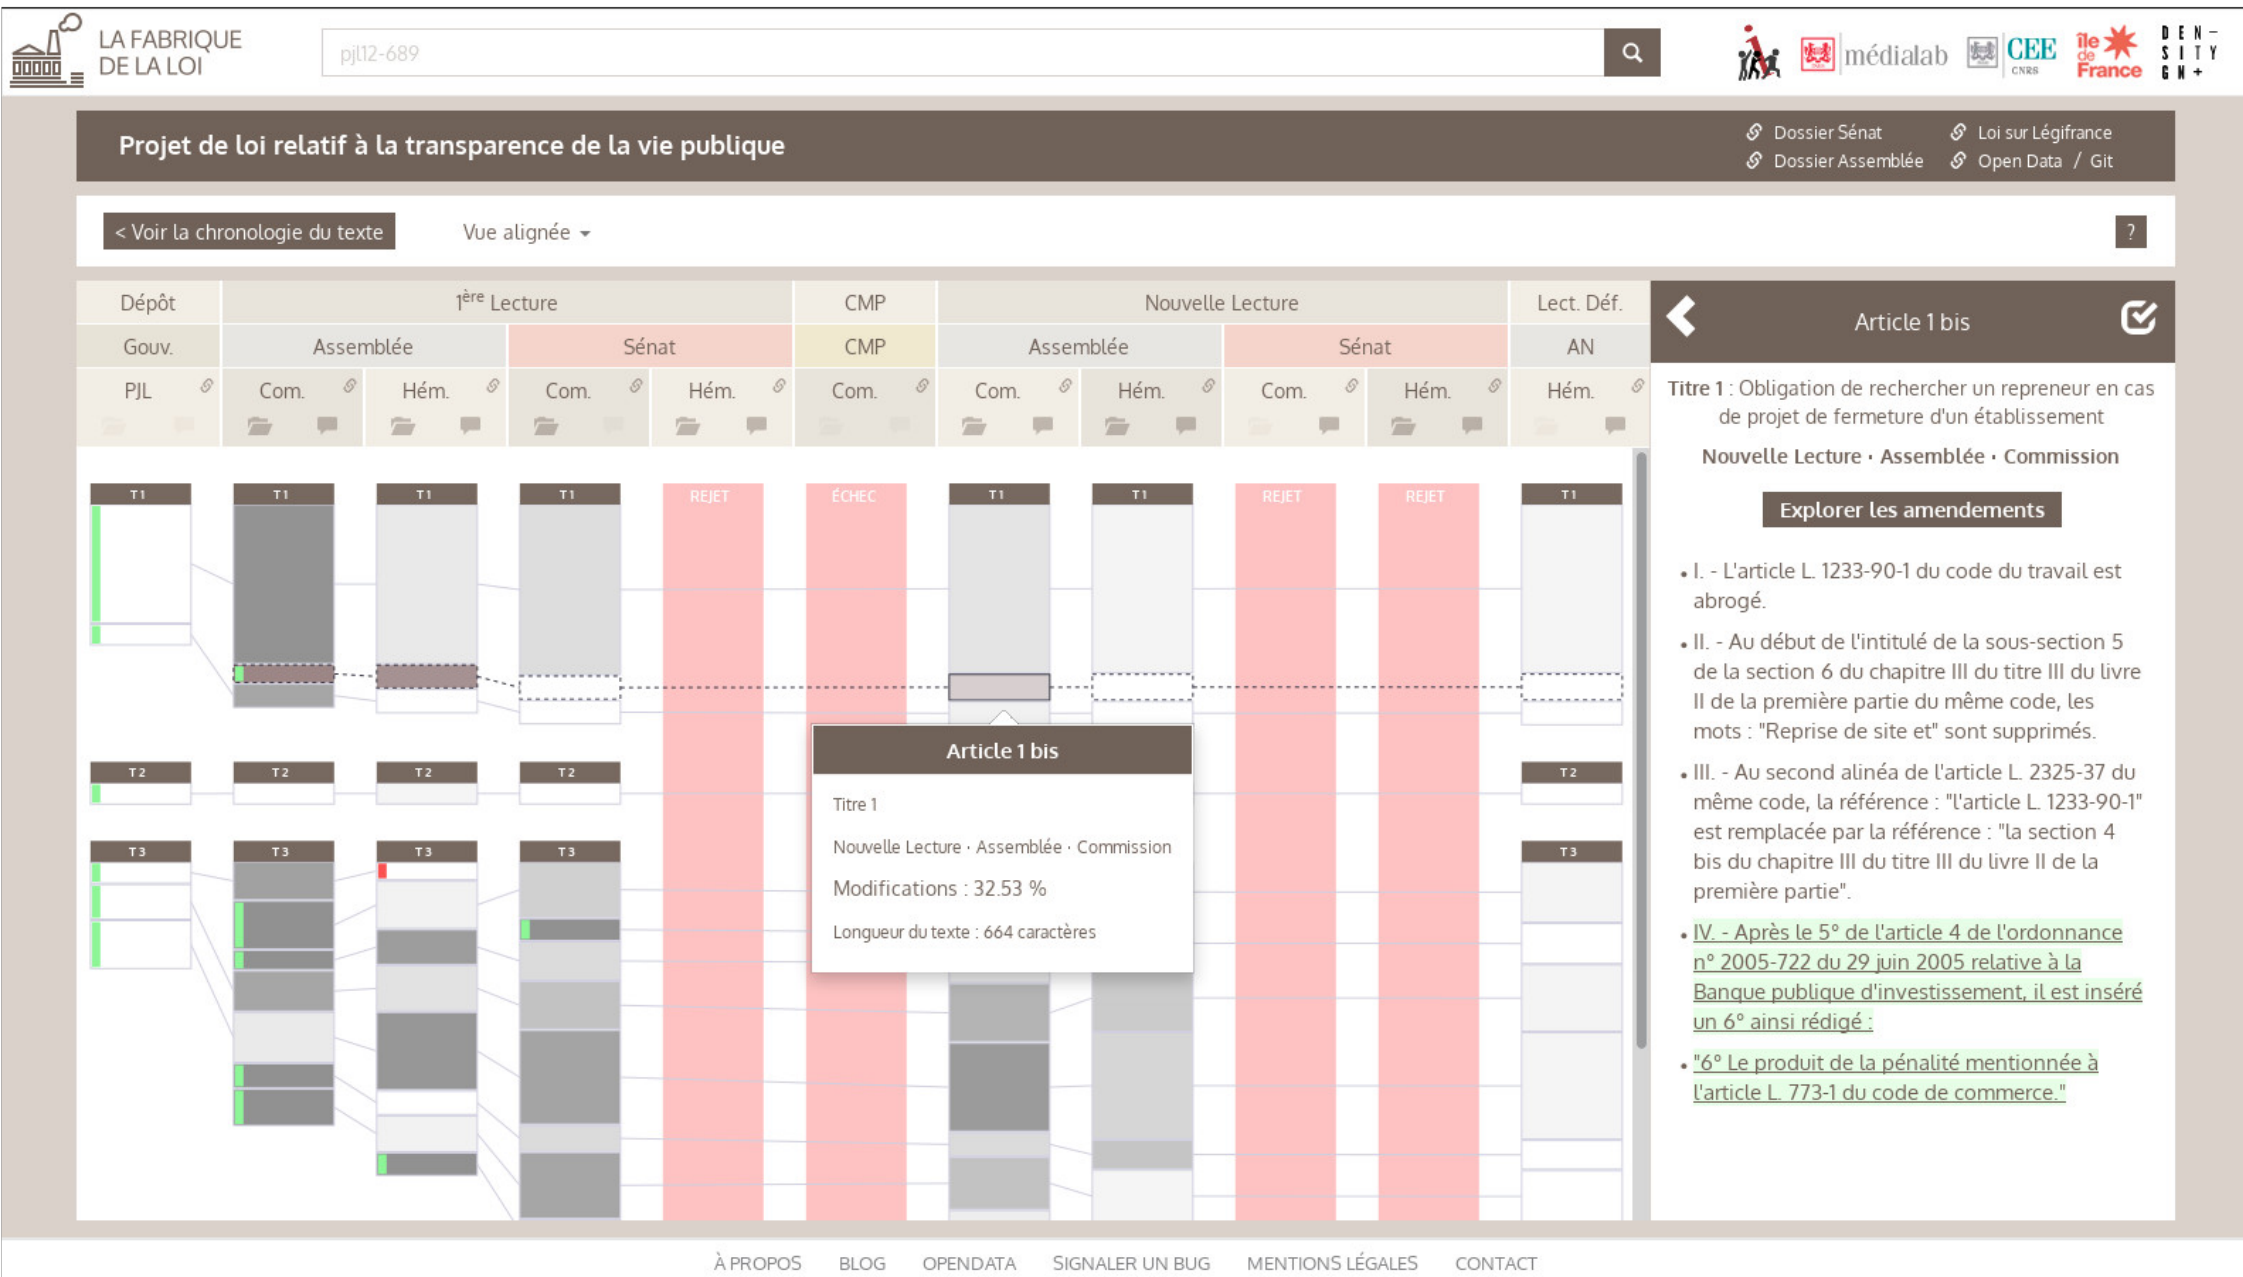 LA FABRIQUE
DE LA LOI
pjl12-689
médialab
CEE
CNRS
île
de
France
DEN-
SITY
GN+
Projet de loi relatif à la transparence de la vie publique
Dossier Sénat
Loi sur Légifrance
Dossier Assemblée
Open Data / Git
< Voir la chronologie du texte
Vue alignée
?
Dépôt
1ère Lecture
CMP
Nouvelle Lecture
Lect. Déf.
Gouv.
Assemblée
Sénat
CMP
Assemblée
Sénat
AN
PJL
Com.
Hém.
Com.
Hém.
Com.
Com.
Hém.
Com.
Hém.
Hém.
T1
T1
T1
T1
REJET
ÉCHEC
T1
T1
REJET
REJET
T1
T2
T2
T2
T2
T2
T3
T3
T3
T3
T3
Article 1 bis
Titre 1
Nouvelle Lecture · Assemblée · Commission
Modifications : 32.53 %
Longueur du texte : 664 caractères
Article 1 bis
Titre 1 : Obligation de rechercher un repreneur en cas
de projet de fermeture d'un établissement
Nouvelle Lecture · Assemblée · Commission
Explorer les amendements
• I. - L'article L. 1233-90-1 du code du travail est
abrogé.
• II. - Au début de l'intitulé de la sous-section 5
de la section 6 du chapitre III du titre III du livre
II de la première partie du même code, les
mots : "Reprise de site et" sont supprimés.
• III. - Au second alinéa de l'article L. 2325-37 du
même code, la référence : "l'article L. 1233-90-1"
est remplacée par la référence : "la section 4
bis du chapitre III du titre III du livre II de la
première partie".
• IV. - Après le 5° de l'article 4 de l'ordonnance
n° 2005-722 du 29 juin 2005 relative à la
Banque publique d'investissement, il est inséré
un 6° ainsi rédigé :
• "6° Le produit de la pénalité mentionnée à
l'article L. 773-1 du code de commerce."
À PROPOS
BLOG
OPENDATA
SIGNALER UN BUG
MENTIONS LÉGALES
CONTACT